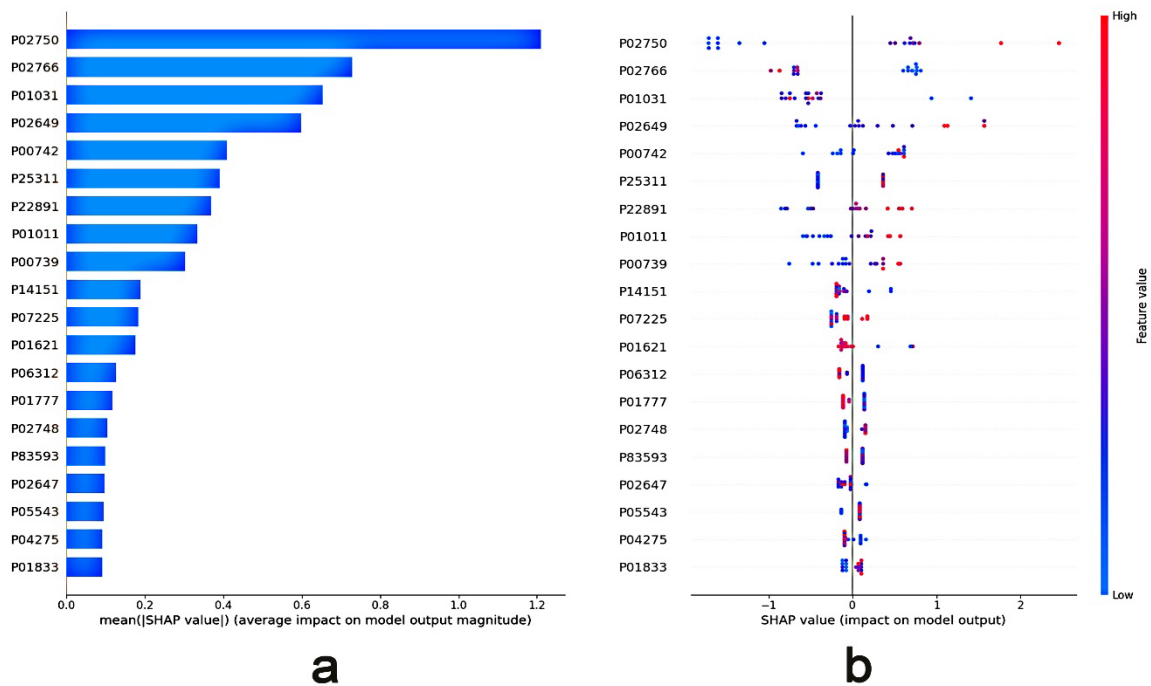 P02750
P02766
P01031
P02649
P00742
P25311
P22891
P01011
P00739
P14151
P07225
P01621
P06312
P01777
P02748
P83593
P02647
P05543
P04275
P01833
0.0 0.2 0.4 0.6 0.8 1.0 1.2
mean(|SHAP value|) (average impact on model output magnitude)
a
P02750
P02766
P01031
P02649
P00742
P25311
P22891
P01011
P00739
P14151
P07225
P01621
P06312
P01777
P02748
P83593
P02647
P05543
P04275
P01833
−1 0 1 2
SHAP value (impact on model output)
High
Feature value
Low
b